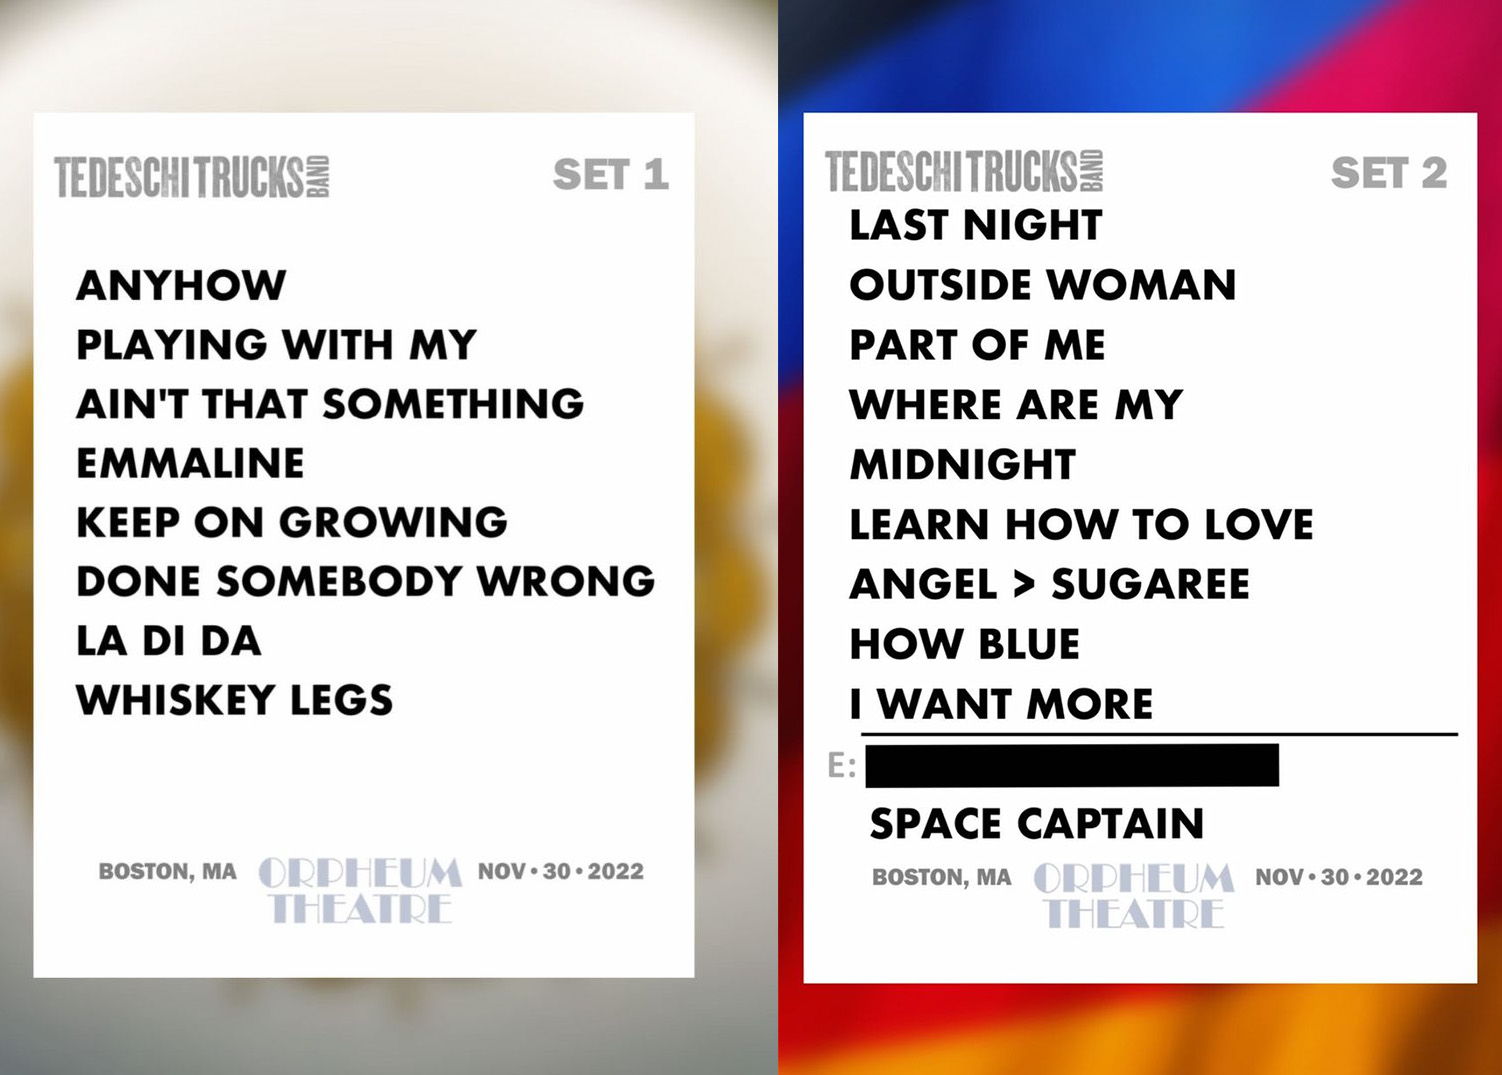 TEDESCHI TRUCKS BAND
SET 1
ANYHOW
PLAYING WITH MY
AIN'T THAT SOMETHING
EMMALINE
KEEP ON GROWING
DONE SOMEBODY WRONG
LA DI DA
WHISKEY LEGS
BOSTON, MA
ORPHEUM
THEATRE
NOV•30•2022
TEDESCHI TRUCKS BAND
SET 2
LAST NIGHT
OUTSIDE WOMAN
PART OF ME
WHERE ARE MY
MIDNIGHT
LEARN HOW TO LOVE
ANGEL > SUGAREE
HOW BLUE
I WANT MORE
E:
SPACE CAPTAIN
BOSTON, MA
ORPHEUM
THEATRE
NOV•30•2022